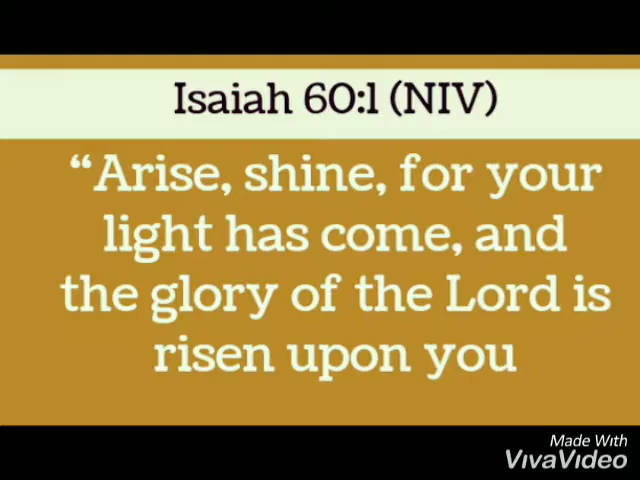 Isaiah 60:1 (NIV)
“Arise, shine, for your
light has come, and
the glory of the Lord is
risen upon you
Made With
VivaVideo